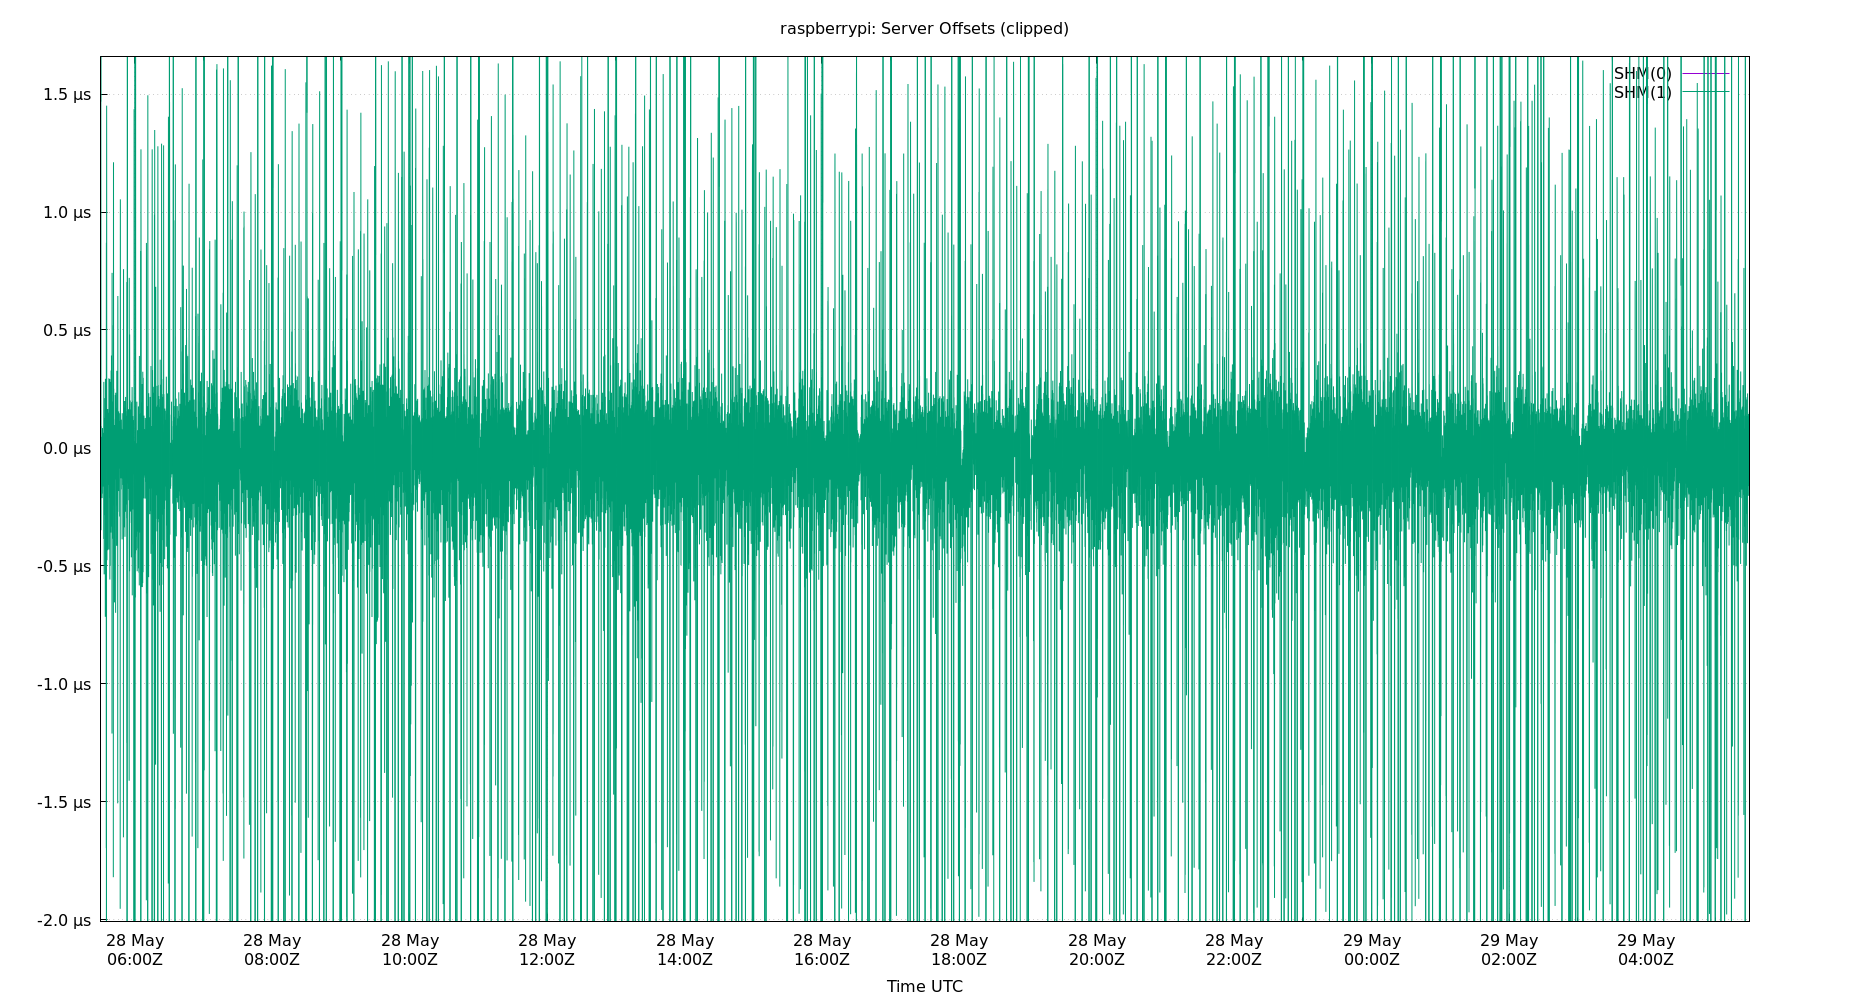 raspberrypi: Server Offsets (clipped)
SHM(0)
SHM(1)
1.5 µs
1.0 µs
0.5 µs
0.0 µs
-0.5 µs
-1.0 µs
-1.5 µs
-2.0 µs
28 May 28 May 28 May 28 May 28 May 28 May 28 May 28 May 28 May 29 May 29 May 29 May
06:00Z 08:00Z 10:00Z 12:00Z 14:00Z 16:00Z 18:00Z 20:00Z 22:00Z 00:00Z 02:00Z 04:00Z
Time UTC